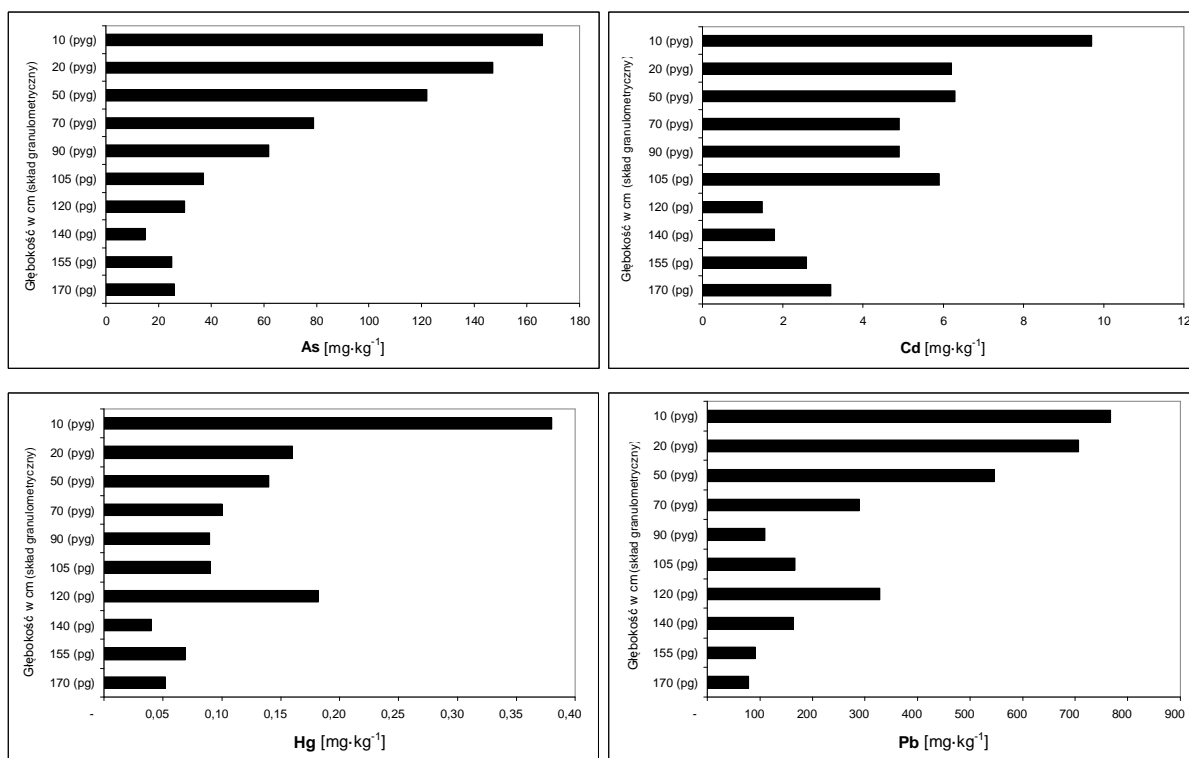 Głębokość w cm (skład granulometryczny)
10 (pyg)
20 (pyg)
50 (pyg)
70 (pyg)
90 (pyg)
105 (pg)
120 (pg)
140 (pg)
155 (pg)
170 (pg)
0 20 40 60 80 100 120 140 160 180
As [mg·kg⁻¹]
Głębokość w cm (skład granulometryczny)
10 (pyg)
20 (pyg)
50 (pyg)
70 (pyg)
90 (pyg)
105 (pg)
120 (pg)
140 (pg)
155 (pg)
170 (pg)
0 2 4 6 8 10 12
Cd [mg·kg⁻¹]
Głębokość w cm (skład granulometryczny)
10 (pyg)
20 (pyg)
50 (pyg)
70 (pyg)
90 (pyg)
105 (pg)
120 (pg)
140 (pg)
155 (pg)
170 (pg)
- 0,05 0,10 0,15 0,20 0,25 0,30 0,35 0,40
Hg [mg·kg⁻¹]
Głębokość w cm (skład granulometryczny)
10 (pyg)
20 (pyg)
50 (pyg)
70 (pyg)
90 (pyg)
105 (pg)
120 (pg)
140 (pg)
155 (pg)
170 (pg)
- 100 200 300 400 500 600 700 800 900
Pb [mg·kg⁻¹]